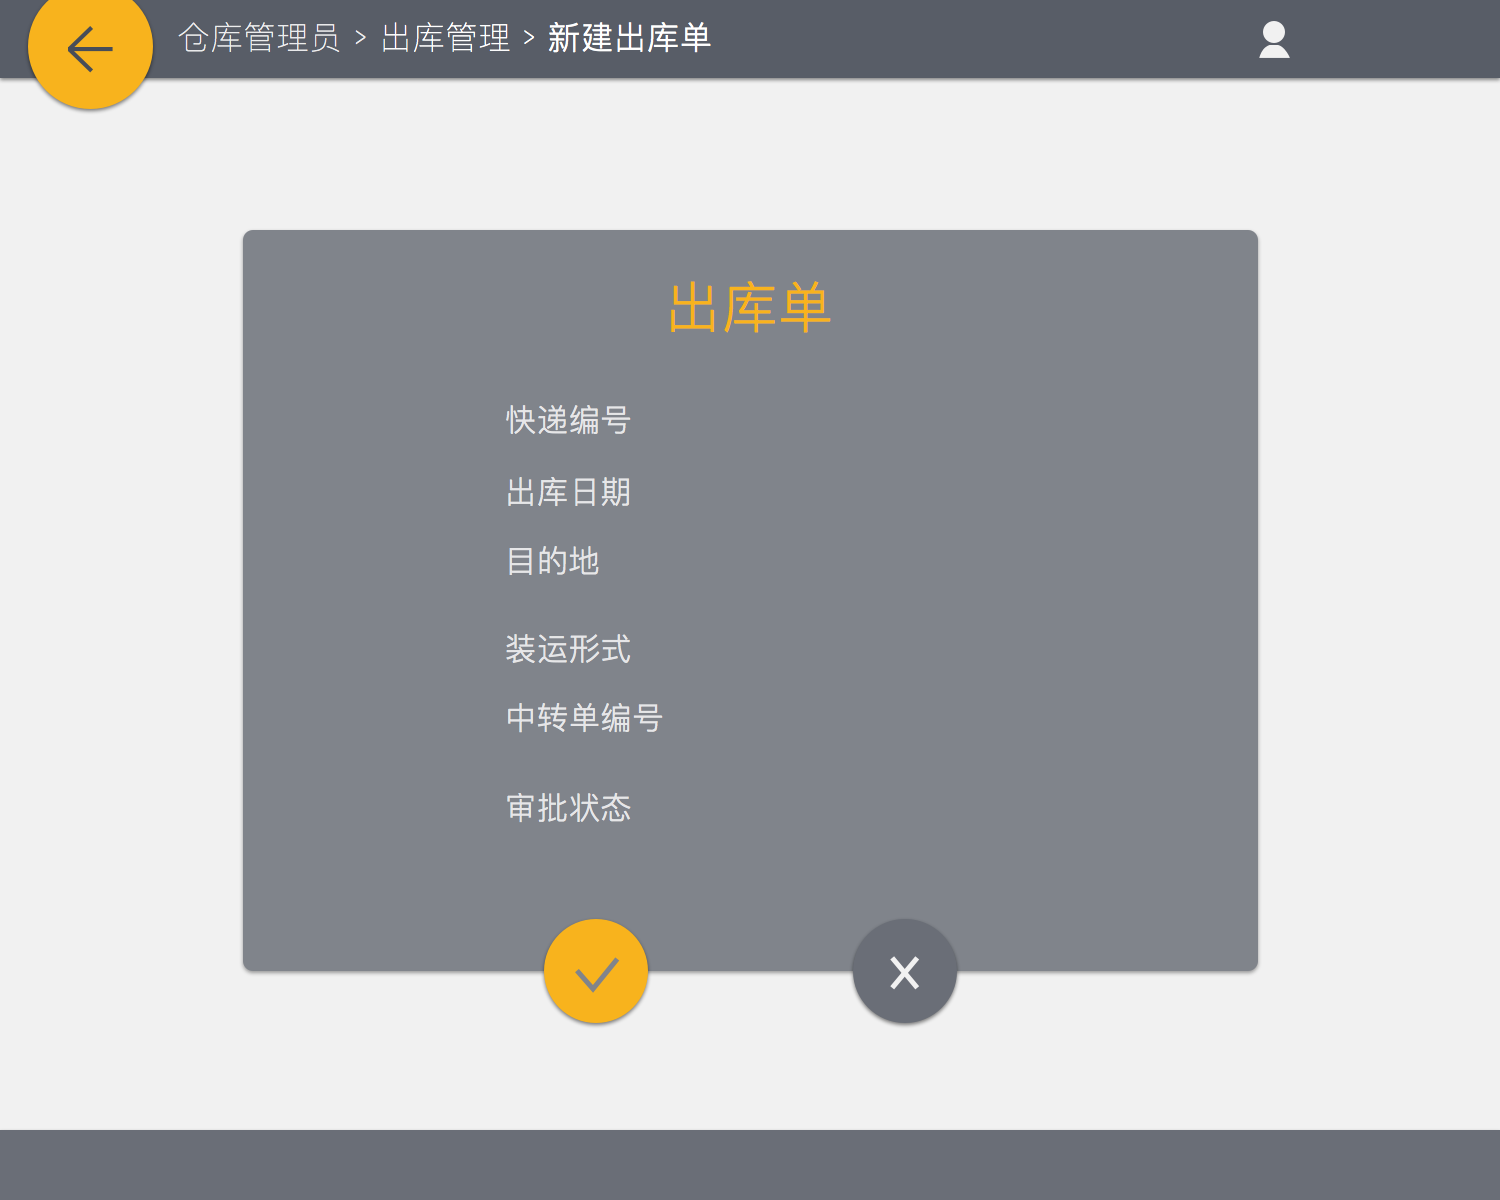 仓库管理员 > 出库管理 > 新建出库单
出库单
快递编号
出库日期
目的地
装运形式
中转单编号
审批状态